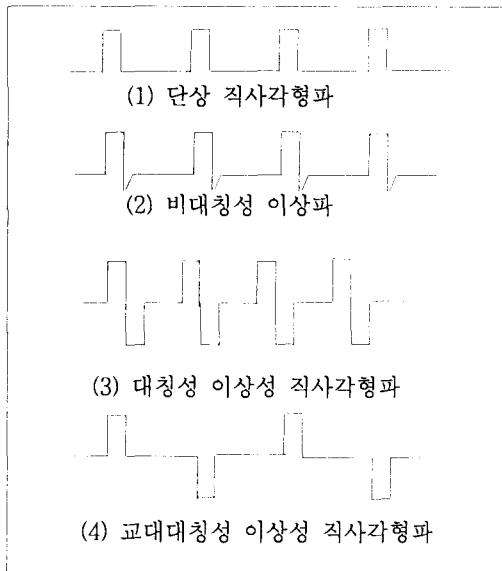 (1) 단상 직사각형파
(2) 비대칭성 이상파
(3) 대칭성 이상성 직사각형파
(4) 교대대칭성 이상성 직사각형파